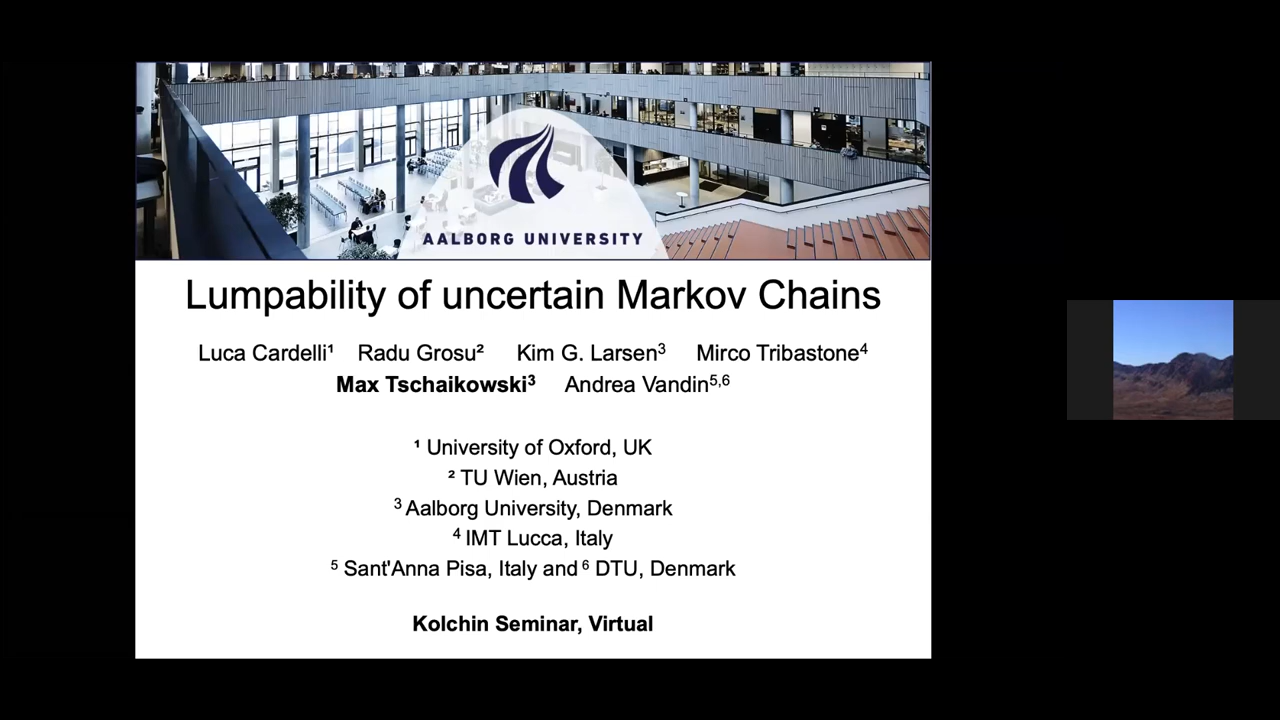 AALBORG UNIVERSITY
Lumpability of uncertain Markov Chains
Luca Cardelli¹ Radu Grosu² Kim G. Larsen³ Mirco Tribastone⁴
Max Tschaikowski³ Andrea Vandin⁵,⁶
¹ University of Oxford, UK
² TU Wien, Austria
³ Aalborg University, Denmark
⁴ IMT Lucca, Italy
⁵ Sant'Anna Pisa, Italy and ⁶ DTU, Denmark
Kolchin Seminar, Virtual